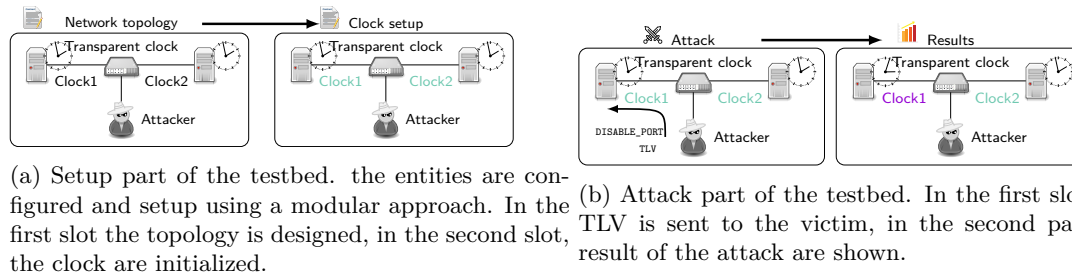 Network topology
Clock setup
Transparent clock
Clock1
Clock2
Attacker
Transparent clock
Clock1
Clock2
Attacker
(a) Setup part of the testbed. the entities are con-
figured and setup using a modular approach. In the
first slot the topology is designed, in the second slot,
the clock are initialized.
Attack
Results
Transparent clock
Clock1
Clock2
DISABLE_PORT
TLV
Attacker
Transparent clock
Clock1
Clock2
Attacker
(b) Attack part of the testbed. In the first slo
TLV is sent to the victim, in the second pa
result of the attack are shown.